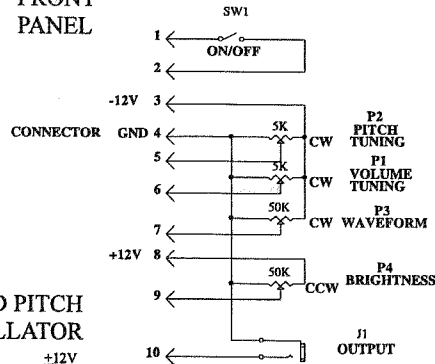 FRONT
PANEL
SW1
1
ON/OFF
2
-12V 3
CONNECTOR GND 4
5K
CW
P2
PITCH
TUNING
5
5K
CW
P1
VOLUME
TUNING
6
50K
CW
P3
WAVEFORM
7
+12V 8
50K
CCW
P4
BRIGHTNESS
9
PITCH
+12V
10
J1
OUTPUT